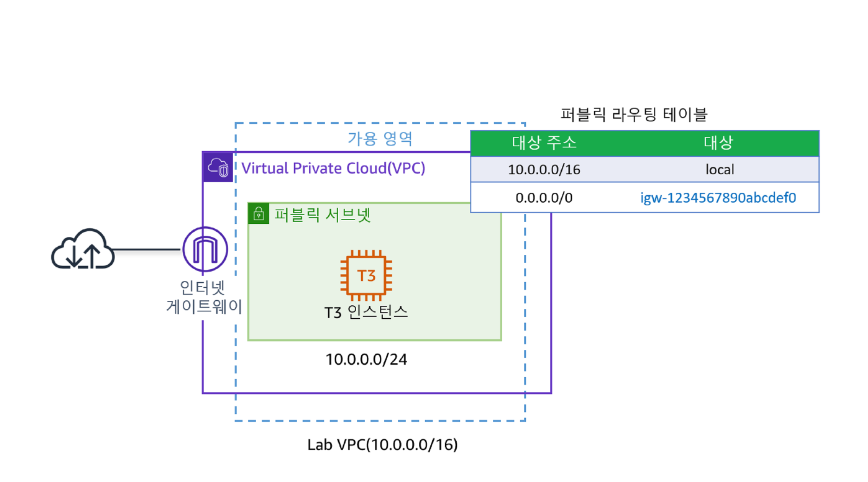 퍼블릭 라우팅 테이블
가용 영역
대상 주소 대상
Virtual Private Cloud(VPC)
10.0.0.0/16 local
0.0.0.0/0 igw-1234567890abcdef0
퍼블릭 서브넷
T3
인터넷
게이트웨이
T3 인스턴스
10.0.0.0/24
Lab VPC(10.0.0.0/16)